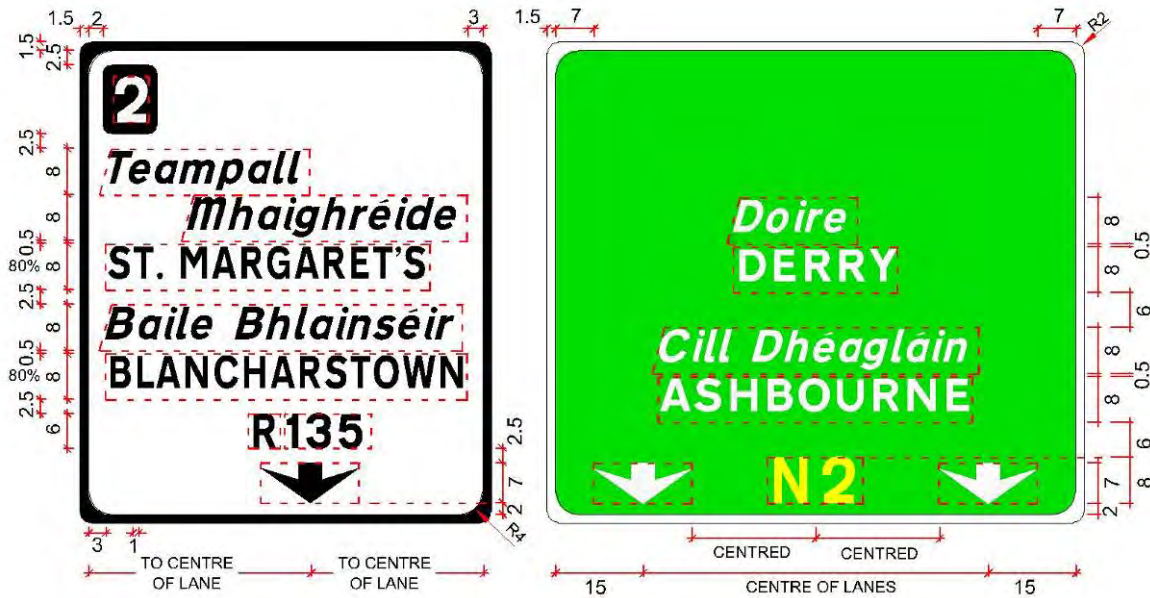 1.5 2 3
1.5
2.5
2
2.5
8
Teampall
8
Mhaighréide
0.5
80% 8
ST. MARGARET'S
2.5
8
Baile Bhlainséir
0.5
80% 8
BLANCHARSTOWN
2.5
6
R135
2.5
7
2
R4
3 1
TO CENTRE
OF LANE
TO CENTRE
OF LANE
1.5 7 7
R2
Doire
8
0.5
DERRY
8
6
Cill Dhéagláin
8
0.5
ASHBOURNE
8
6
N2
7
8
2
CENTRED CENTRED
15 CENTRE OF LANES 15